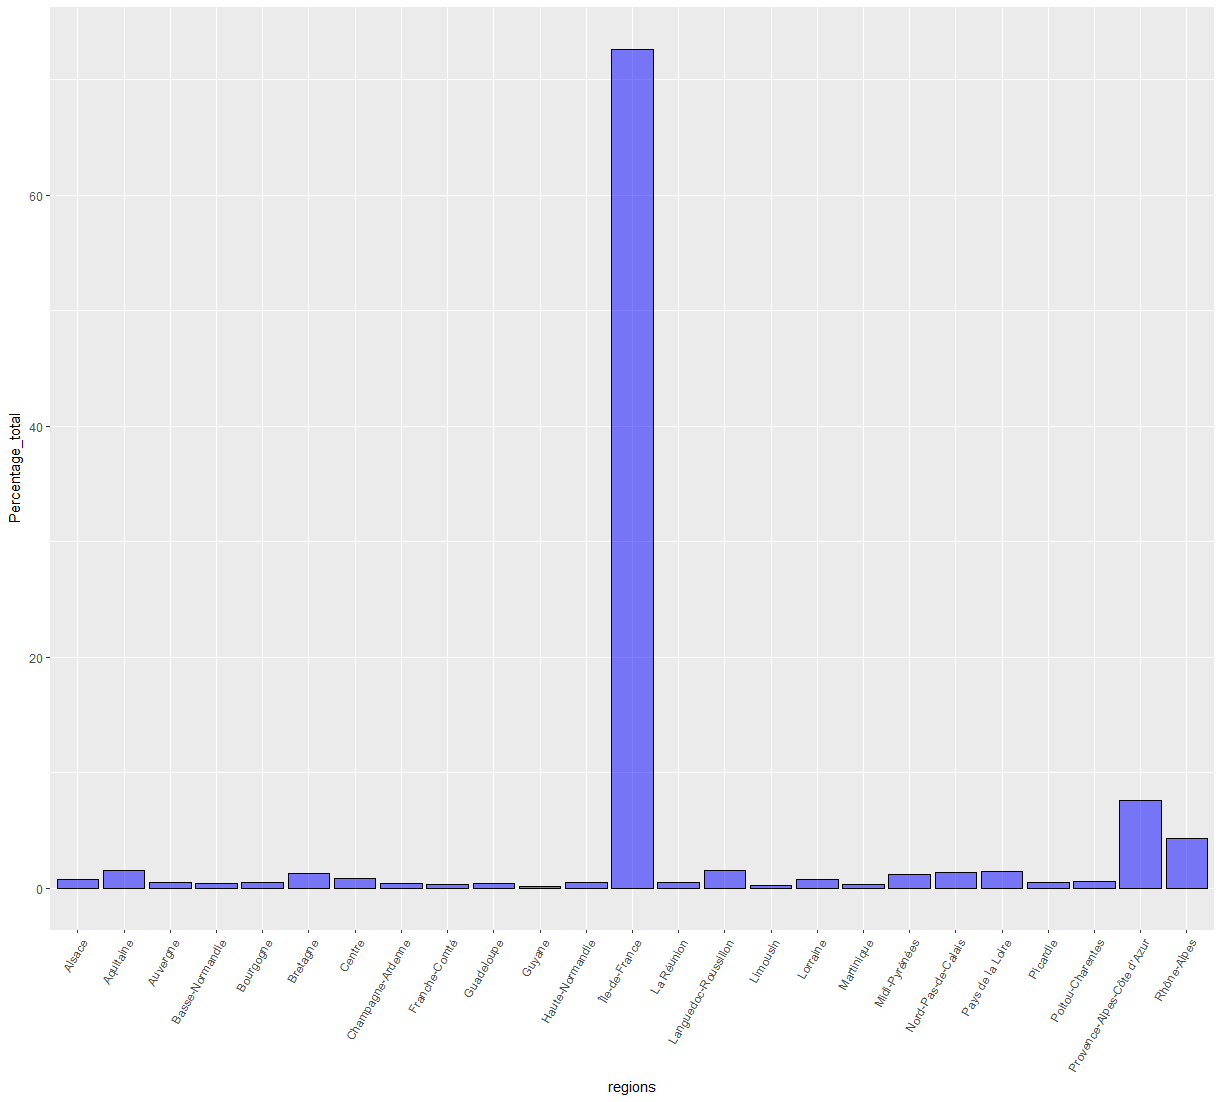 Percentage_total
60
40
20
0
Alsace
Aquitaine
Auvergne
Basse-Normandie
Bourgogne
Bretagne
Centre
Champagne-Ardenne
Franche-Comté
Guadeloupe
Guyane
Haute-Normandie
Île-de-France
La Réunion
Languedoc-Roussillon
Limousin
Lorraine
Martinique
Midi-Pyrénées
Nord-Pas-de-Calais
Pays de la Loire
Picardie
Poitou-Charentes
Provence-Alpes-Côte d'Azur
Rhône-Alpes
regions